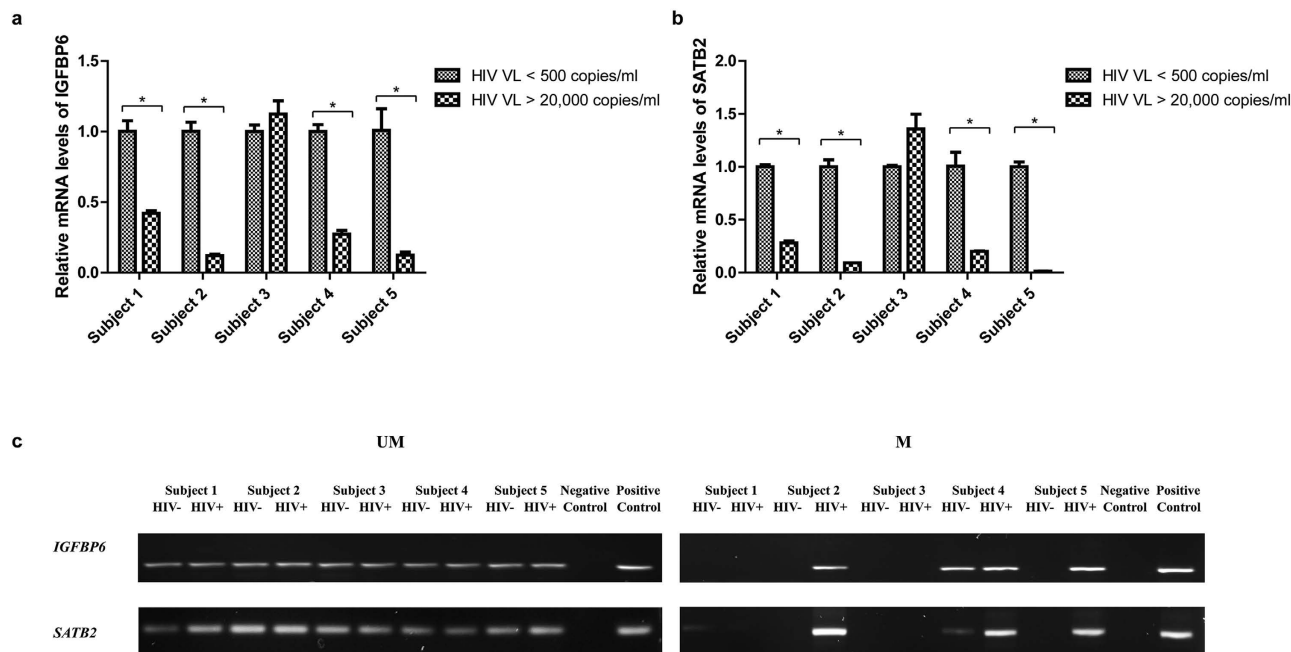 a
Relative mRNA levels of IGFBP6
1.5
1.0
0.5
0.0
*
*
*
*
Subject 1
Subject 2
Subject 3
Subject 4
Subject 5
HIV VL < 500 copies/ml
HIV VL > 20,000 copies/ml
b
Relative mRNA levels of SATB2
2.0
1.5
1.0
0.5
0.0
*
*
*
*
Subject 1
Subject 2
Subject 3
Subject 4
Subject 5
HIV VL < 500 copies/ml
HIV VL > 20,000 copies/ml
c
UM
Subject 1 Subject 2 Subject 3 Subject 4 Subject 5 Negative Positive
HIV- HIV+ HIV- HIV+ HIV- HIV+ HIV- HIV+ HIV- HIV+ Control Control
M
Subject 1 Subject 2 Subject 3 Subject 4 Subject 5 Negative Positive
HIV- HIV+ HIV- HIV+ HIV- HIV+ HIV- HIV+ HIV- HIV+ Control Control
IGFBP6
SATB2